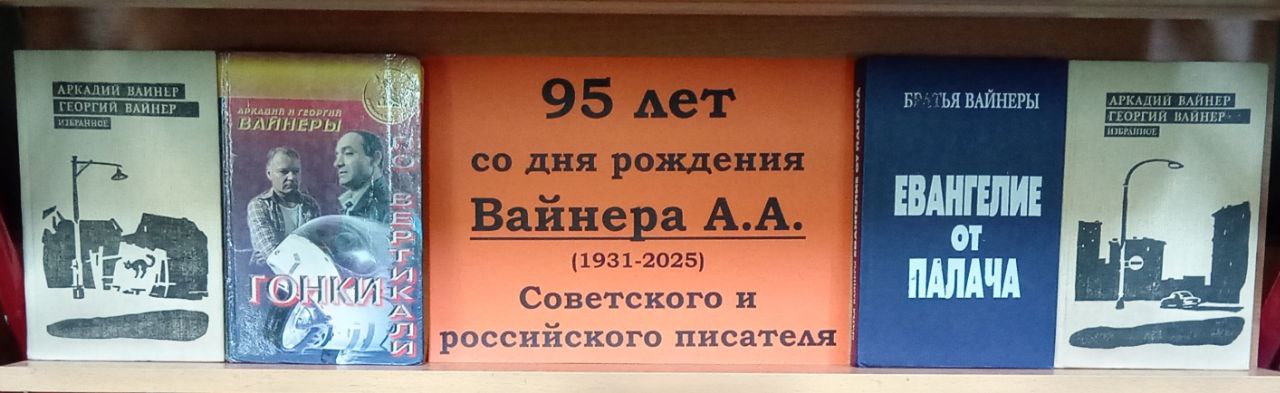 АРКАДИЙ ВАЙНЕР
ГЕОРГИЙ ВАЙНЕР
ИЗБРАННОЕ
АРКАДИЙ И ГЕОРГИЙ
ВАЙНЕРЫ
ГОНКИ
ПО ВЕРТИКАЛИ
95 лет
со дня рождения
Вайнера А.А.
(1931-2025)
Советского и
российского писателя
БРАТЬЯ ВАЙНЕРЫ
ЕВАНГЕЛИЕ
ОТ
ПАЛАЧА
АРКАДИЙ ВАЙНЕР
ГЕОРГИЙ ВАЙНЕР
ИЗБРАННОЕ